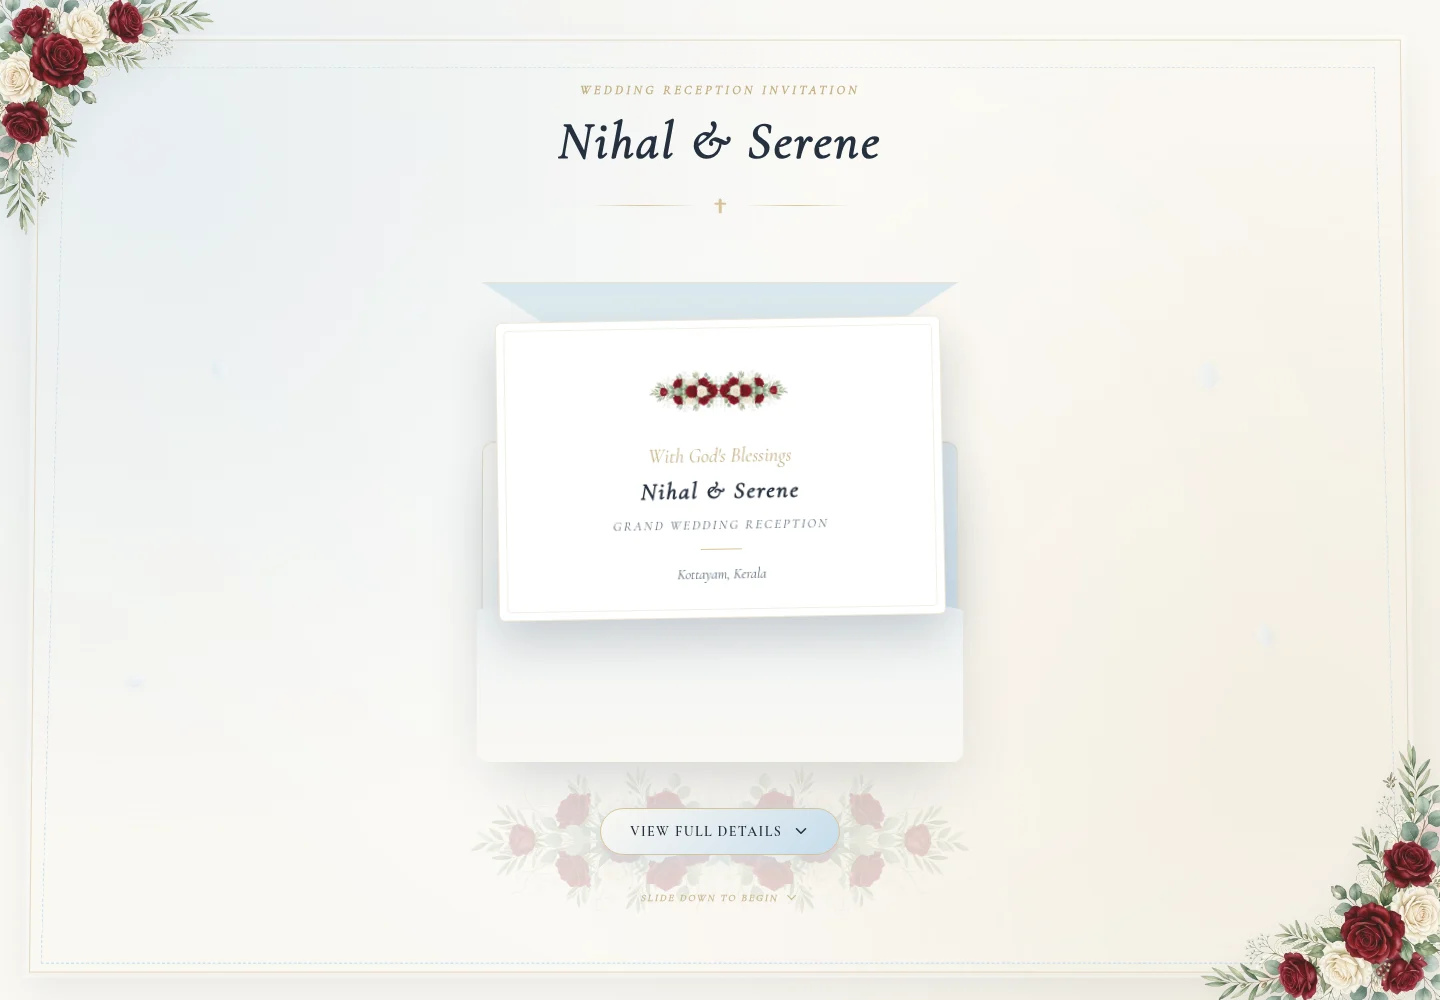 WEDDING RECEPTION INVITATION
Nihal & Serene
With God's Blessings
Nihal & Serene
GRAND WEDDING RECEPTION
Kottayam, Kerala
VIEW FULL DETAILS
SLIDE DOWN TO BEGIN